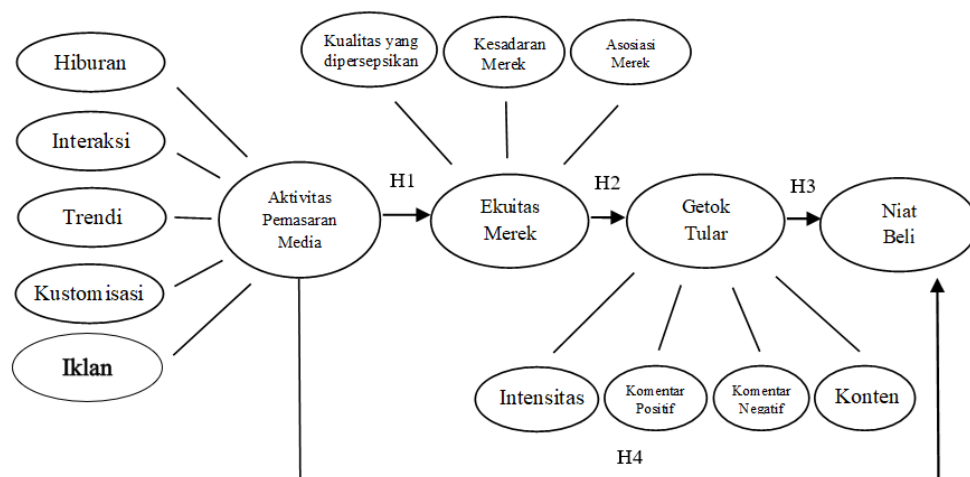 Hiburan
Interaksi
Trendi
Kustomisasi
Iklan
Aktivitas
Pemasaran
Media
H1
Kualitas yang
dipersepsikan
Kesadaran
Merek
Asosiasi
Merek
Ekuitas
Merek
H2
Getok
Tular
H3
Niat
Beli
Intensitas
Komentar
Positif
Komentar
Negatif
Konten
H4